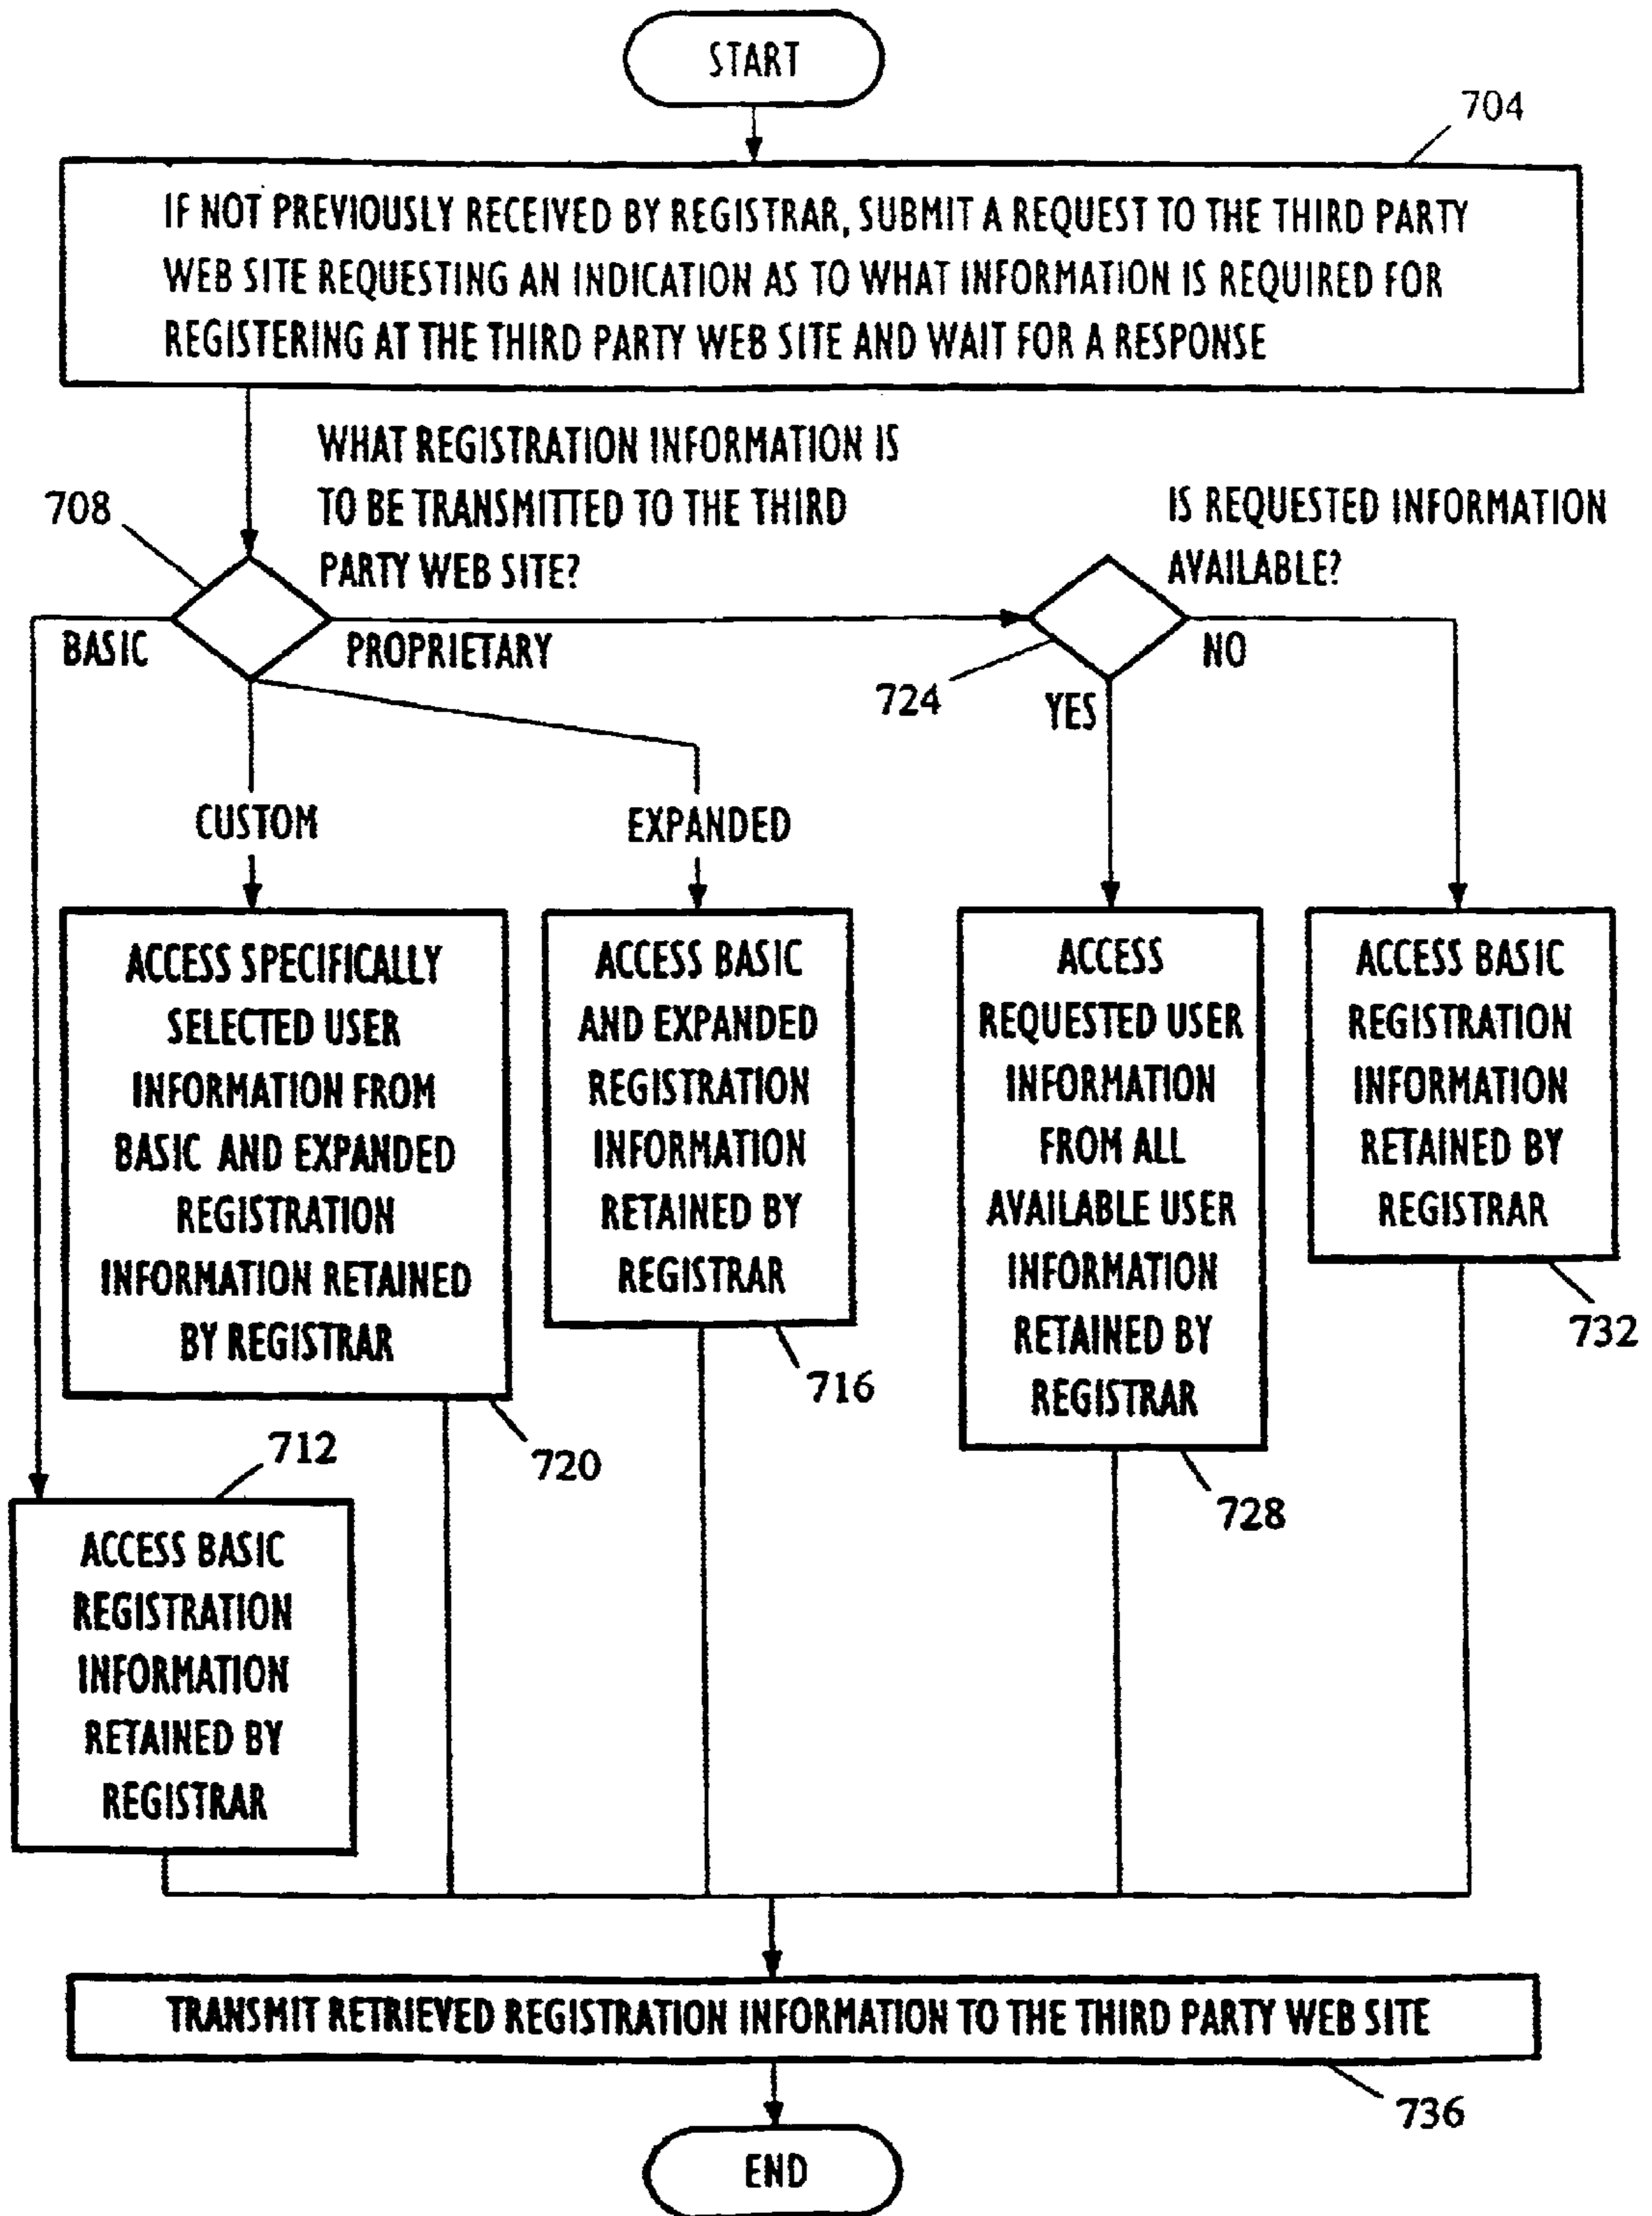 START
704
IF NOT PREVIOUSLY RECEIVED BY REGISTRAR, SUBMIT A REQUEST TO THE THIRD PARTY
WEB SITE REQUESTING AN INDICATION AS TO WHAT INFORMATION IS REQUIRED FOR
REGISTERING AT THE THIRD PARTY WEB SITE AND WAIT FOR A RESPONSE
WHAT REGISTRATION INFORMATION IS
TO BE TRANSMITTED TO THE THIRD
PARTY WEB SITE?
708
BASIC
PROPRIETARY
IS REQUESTED INFORMATION
AVAILABLE?
724
YES
NO
CUSTOM
EXPANDED
ACCESS SPECIFICALLY
SELECTED USER
INFORMATION FROM
BASIC AND EXPANDED
REGISTRATION
INFORMATION RETAINED
BY REGISTRAR
720
ACCESS BASIC
AND EXPANDED
REGISTRATION
INFORMATION
RETAINED BY
REGISTRAR
716
ACCESS
REQUESTED USER
INFORMATION
FROM ALL
AVAILABLE USER
INFORMATION
RETAINED BY
REGISTRAR
728
ACCESS BASIC
REGISTRATION
INFORMATION
RETAINED BY
REGISTRAR
732
712
ACCESS BASIC
REGISTRATION
INFORMATION
RETAINED BY
REGISTRAR
TRANSMIT RETRIEVED REGISTRATION INFORMATION TO THE THIRD PARTY WEB SITE
736
END